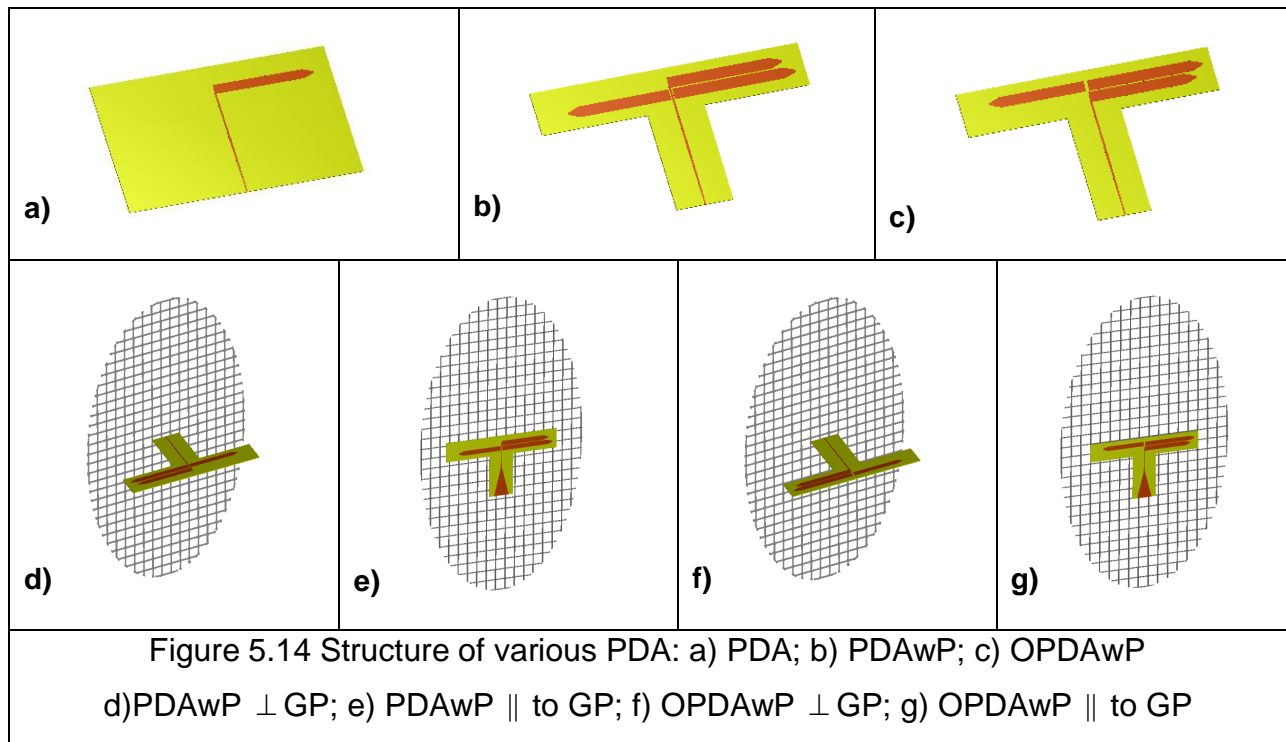 a)
b)
c)
d)
e)
f)
g)
Figure 5.14 Structure of various PDA: a) PDA; b) PDAwP; c) OPDAwP
d)PDAwP ⊥ GP; e) PDAwP ∥ to GP; f) OPDAwP ⊥ GP; g) OPDAwP ∥ to GP